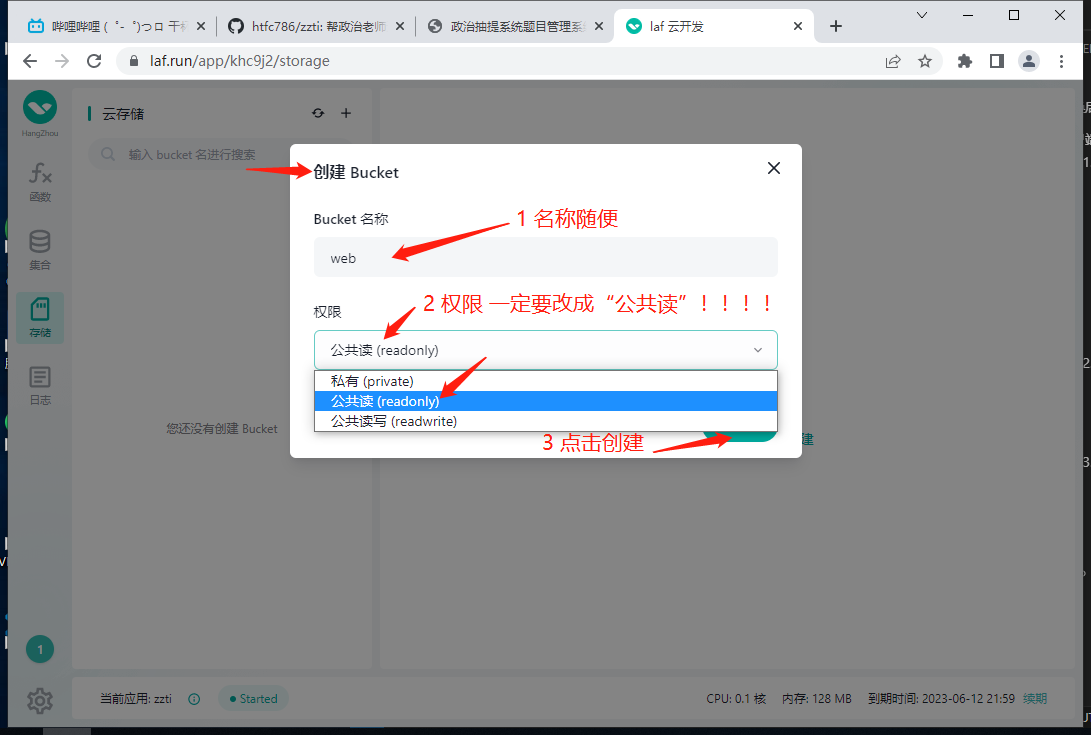 哔哩哔哩 ( ゜- ゜)つロ 干杯
htfc786/zzti: 帮政治老师
政治抽提系统题目管理系
laf 云开发
laf.run/app/khc9j2/storage
HangZhou
函数
集合
存储
日志
1
云存储
输入 bucket 名进行搜索
您还没有创建 Bucket
创建 Bucket
Bucket 名称
1 名称随便
web
权限
2 权限 一定要改成“公共读”！！！！
公共读 (readonly)
私有 (private)
公共读 (readonly)
公共读写 (readwrite)
3 点击创建
建
当前应用: zzti
Started
CPU: 0.1 核
内存: 128 MB
到期时间: 2023-06-12 21:59
续期